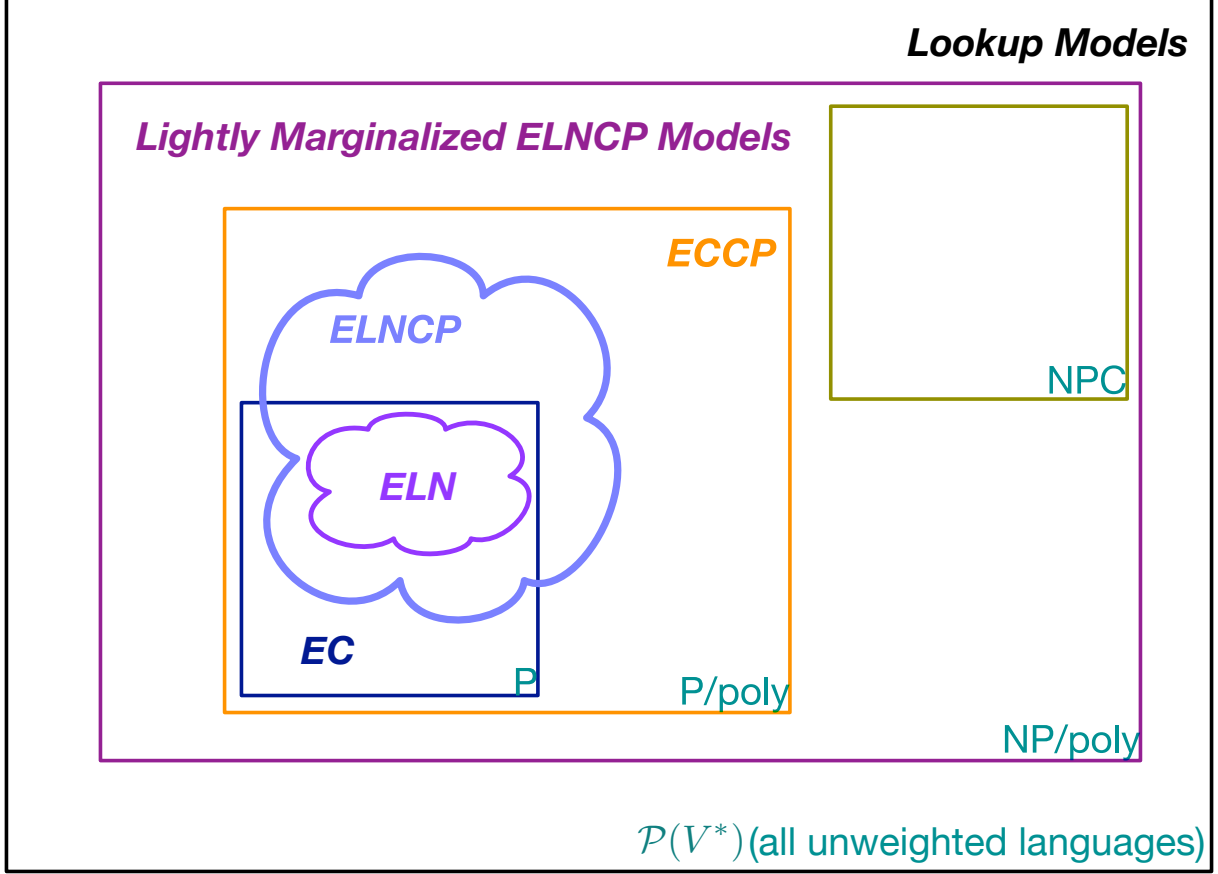 Lookup Models
Lightly Marginalized ELNCP Models
ECCP
ELNCP
NPC
ELN
EC
P
P/poly
NP/poly
𝒫(V*)(all unweighted languages)